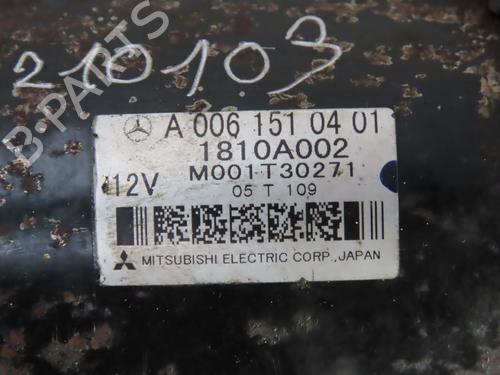 210103
B-PARTS
A 006 151 04 01
1810A002
12V M001T30271
05 T 109
MITSUBISHI ELECTRIC CORP., JAPAN